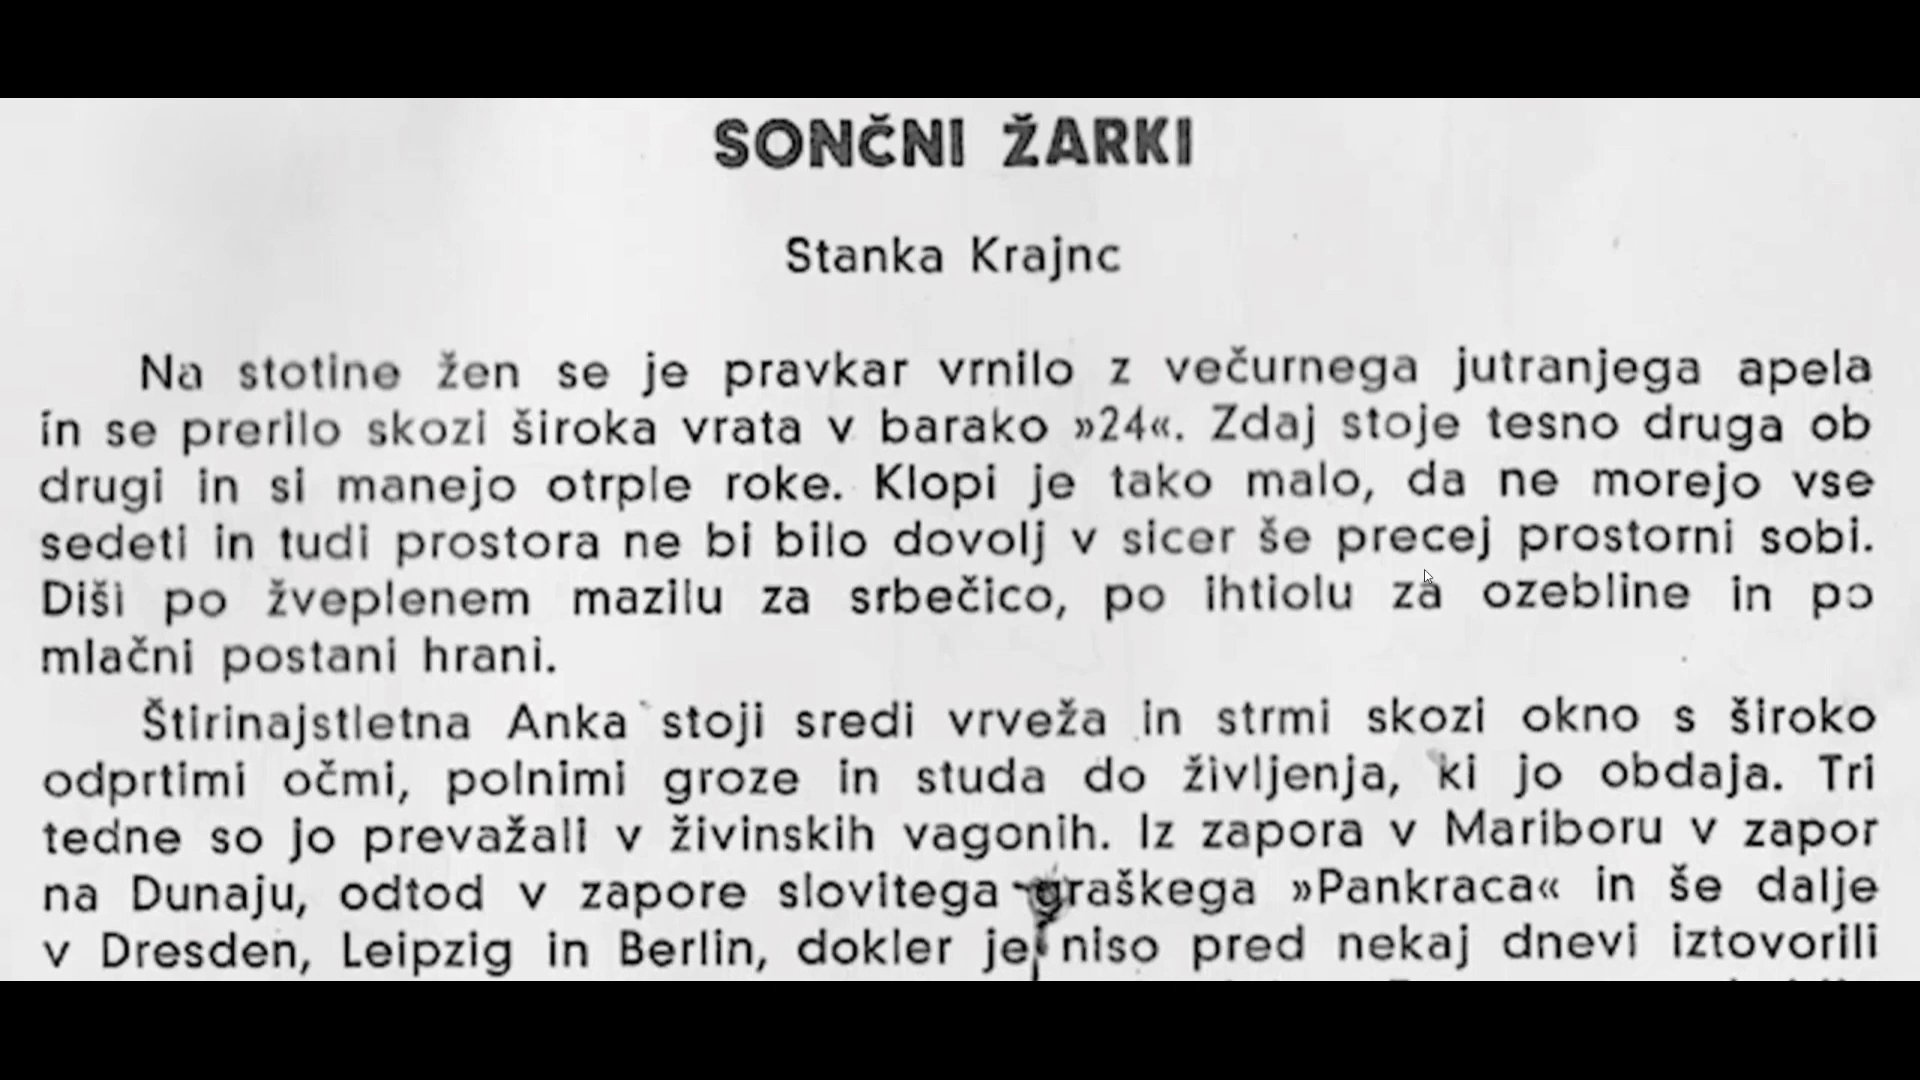 SONČNI ŽARKI
Stanka Krajnc
Na stotine žen se je pravkar vrnilo z večurnega jutranjega apela
in se prerilo skozi široka vrata v barako »24«. Zdaj stoje tesno druga ob
drugi in si manejo otrple roke. Klopi je tako malo, da ne morejo vse
sedeti in tudi prostora ne bi bilo dovolj v sicer še precej prostorni sobi.
Diši po žveplenem mazilu za srbečico, po ihtiolu za ozebline in po
mlačni postani hrani.
Štirinajstletna Anka stoji sredi vrveža in strmi skozi okno s široko
odprtimi očmi, polnimi groze in studa do življenja, ki jo obdaja. Tri
tedne so jo prevažali v živinskih vagonih. Iz zapora v Mariboru v zapor
na Dunaju, odtod v zapore slovitega graškega »Pankraca« in še dalje
v Dresden, Leipzig in Berlin, dokler je niso pred nekaj dnevi iztovorili